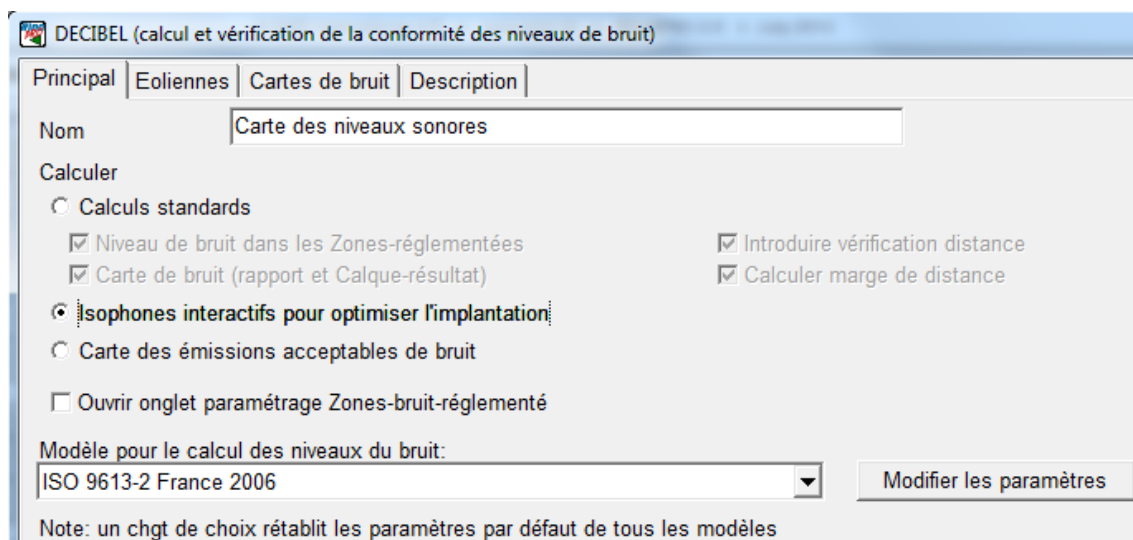 DECIBEL (calcul et vérification de la conformité des niveaux de bruit)
Principal Eoliennes Cartes de bruit Description
Nom Carte des niveaux sonores
Calculer
Calculs standards
Niveau de bruit dans les Zones-réglementées Introduire vérification distance
Carte de bruit (rapport et Calque-résultat) Calculer marge de distance
Isophones interactifs pour optimiser l'implantation
Carte des émissions acceptables de bruit
Ouvrir onglet paramétrage Zones-bruit-réglementé
Modèle pour le calcul des niveaux du bruit:
ISO 9613-2 France 2006 Modifier les paramètres
Note: un chgt de choix rétablit les paramètres par défaut de tous les modèles